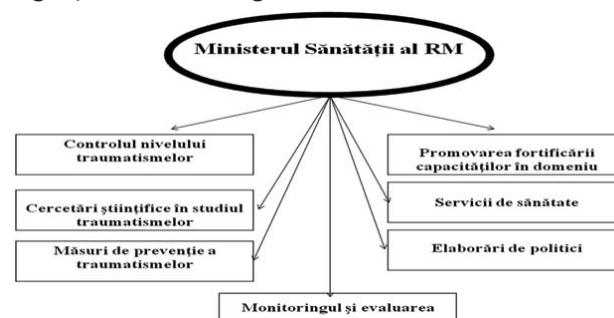 Ministerul Sănătății al RM
Controlul nivelului
traumatismelor
Cercetări științifice în studiul
traumatismelor
Măsuri de prevenție a
traumatismelor
Promovarea fortificării
capacităților în domeniu
Servicii de sănătate
Elaborări de politici
Monitoringul și evaluarea